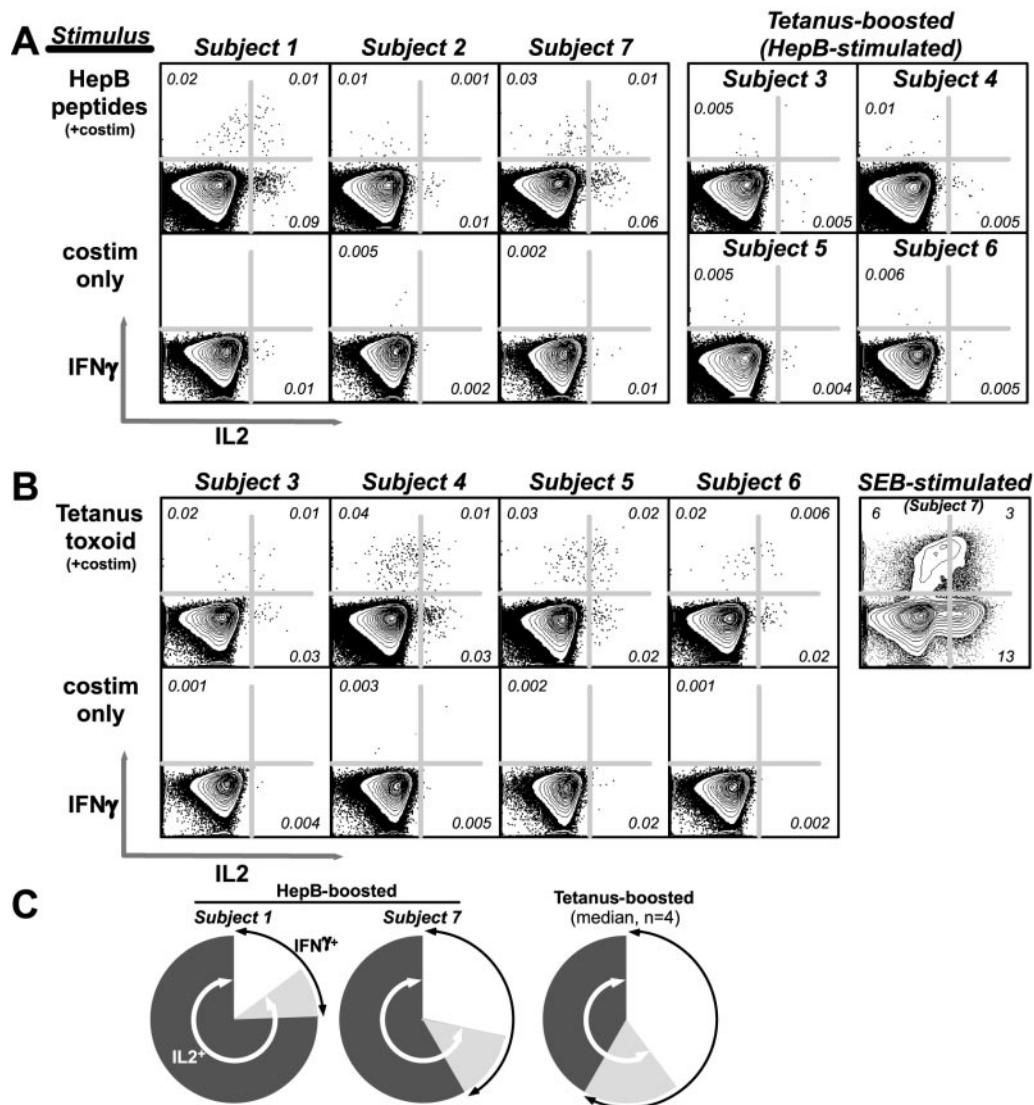 A
Stimulus
Subject 1
Subject 2
Subject 7
Tetanus-boosted
(HepB-stimulated)
HepB
peptides
(+costim)
0.02
0.01
0.09
0.01
0.001
0.01
0.03
0.01
0.06
Subject 3
0.005
0.005
Subject 4
0.01
0.005
costim
only
0.01
0.005
0.002
0.002
0.01
Subject 5
0.005
0.004
Subject 6
0.006
0.005
IFNγ
IL2
B
Subject 3
Subject 4
Subject 5
Subject 6
SEB-stimulated
(Subject 7)
Tetanus
toxoid
(+costim)
0.02
0.01
0.03
0.04
0.01
0.03
0.03
0.02
0.02
0.02
0.006
0.02
6
3
13
costim
only
0.001
0.004
0.003
0.005
0.002
0.02
0.001
0.002
IFNγ
IL2
C
HepB-boosted
Subject 1
Subject 7
Tetanus-boosted
(median, n=4)
IFNγ+
IL2+